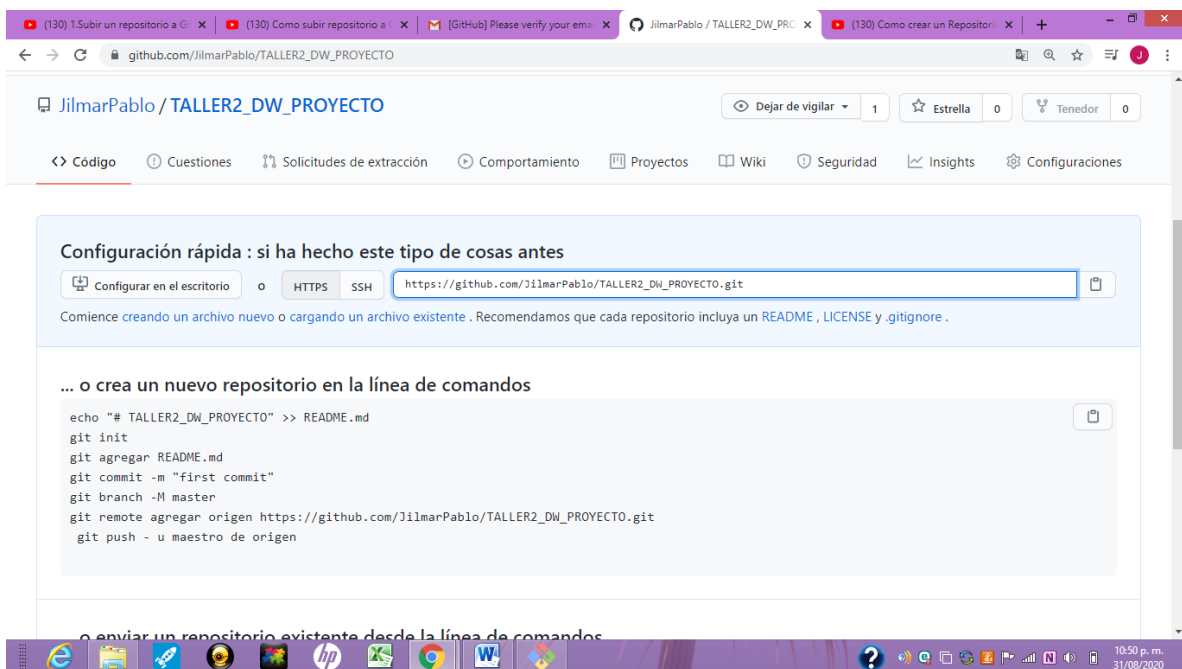 (130) 1.Subir un repositorio a G
(130) Como subir repositorio a
[GitHub] Please verify your ema
JilmarPablo / TALLER2_DW_PRO
(130) Como crear un Repositori
github.com/JilmarPablo/TALLER2_DW_PROYECTO
J
JilmarPablo / TALLER2_DW_PROYECTO
Dejar de vigilar 1
Estrella 0
Tenedor 0
<> Código
Cuestiones
Solicitudes de extracción
Comportamiento
Proyectos
Wiki
Seguridad
Insights
Configuraciones
Configuración rápida : si ha hecho este tipo de cosas antes
Configurar en el escritorio o HTTPS SSH https://github.com/JilmarPablo/TALLER2_DW_PROYECTO.git
Comience creando un archivo nuevo o cargando un archivo existente . Recomendamos que cada repositorio incluya un README , LICENSE y .gitignore .
... o crea un nuevo repositorio en la línea de comandos
echo "# TALLER2_DW_PROYECTO" >> README.md
git init
git agregar README.md
git commit -m "first commit"
git branch -M master
git remote agregar origen https://github.com/JilmarPablo/TALLER2_DW_PROYECTO.git
git push - u maestro de origen
o enviar un repositorio existente desde la línea de comandos
hp
W
N
10:50 p. m.
31/08/2020